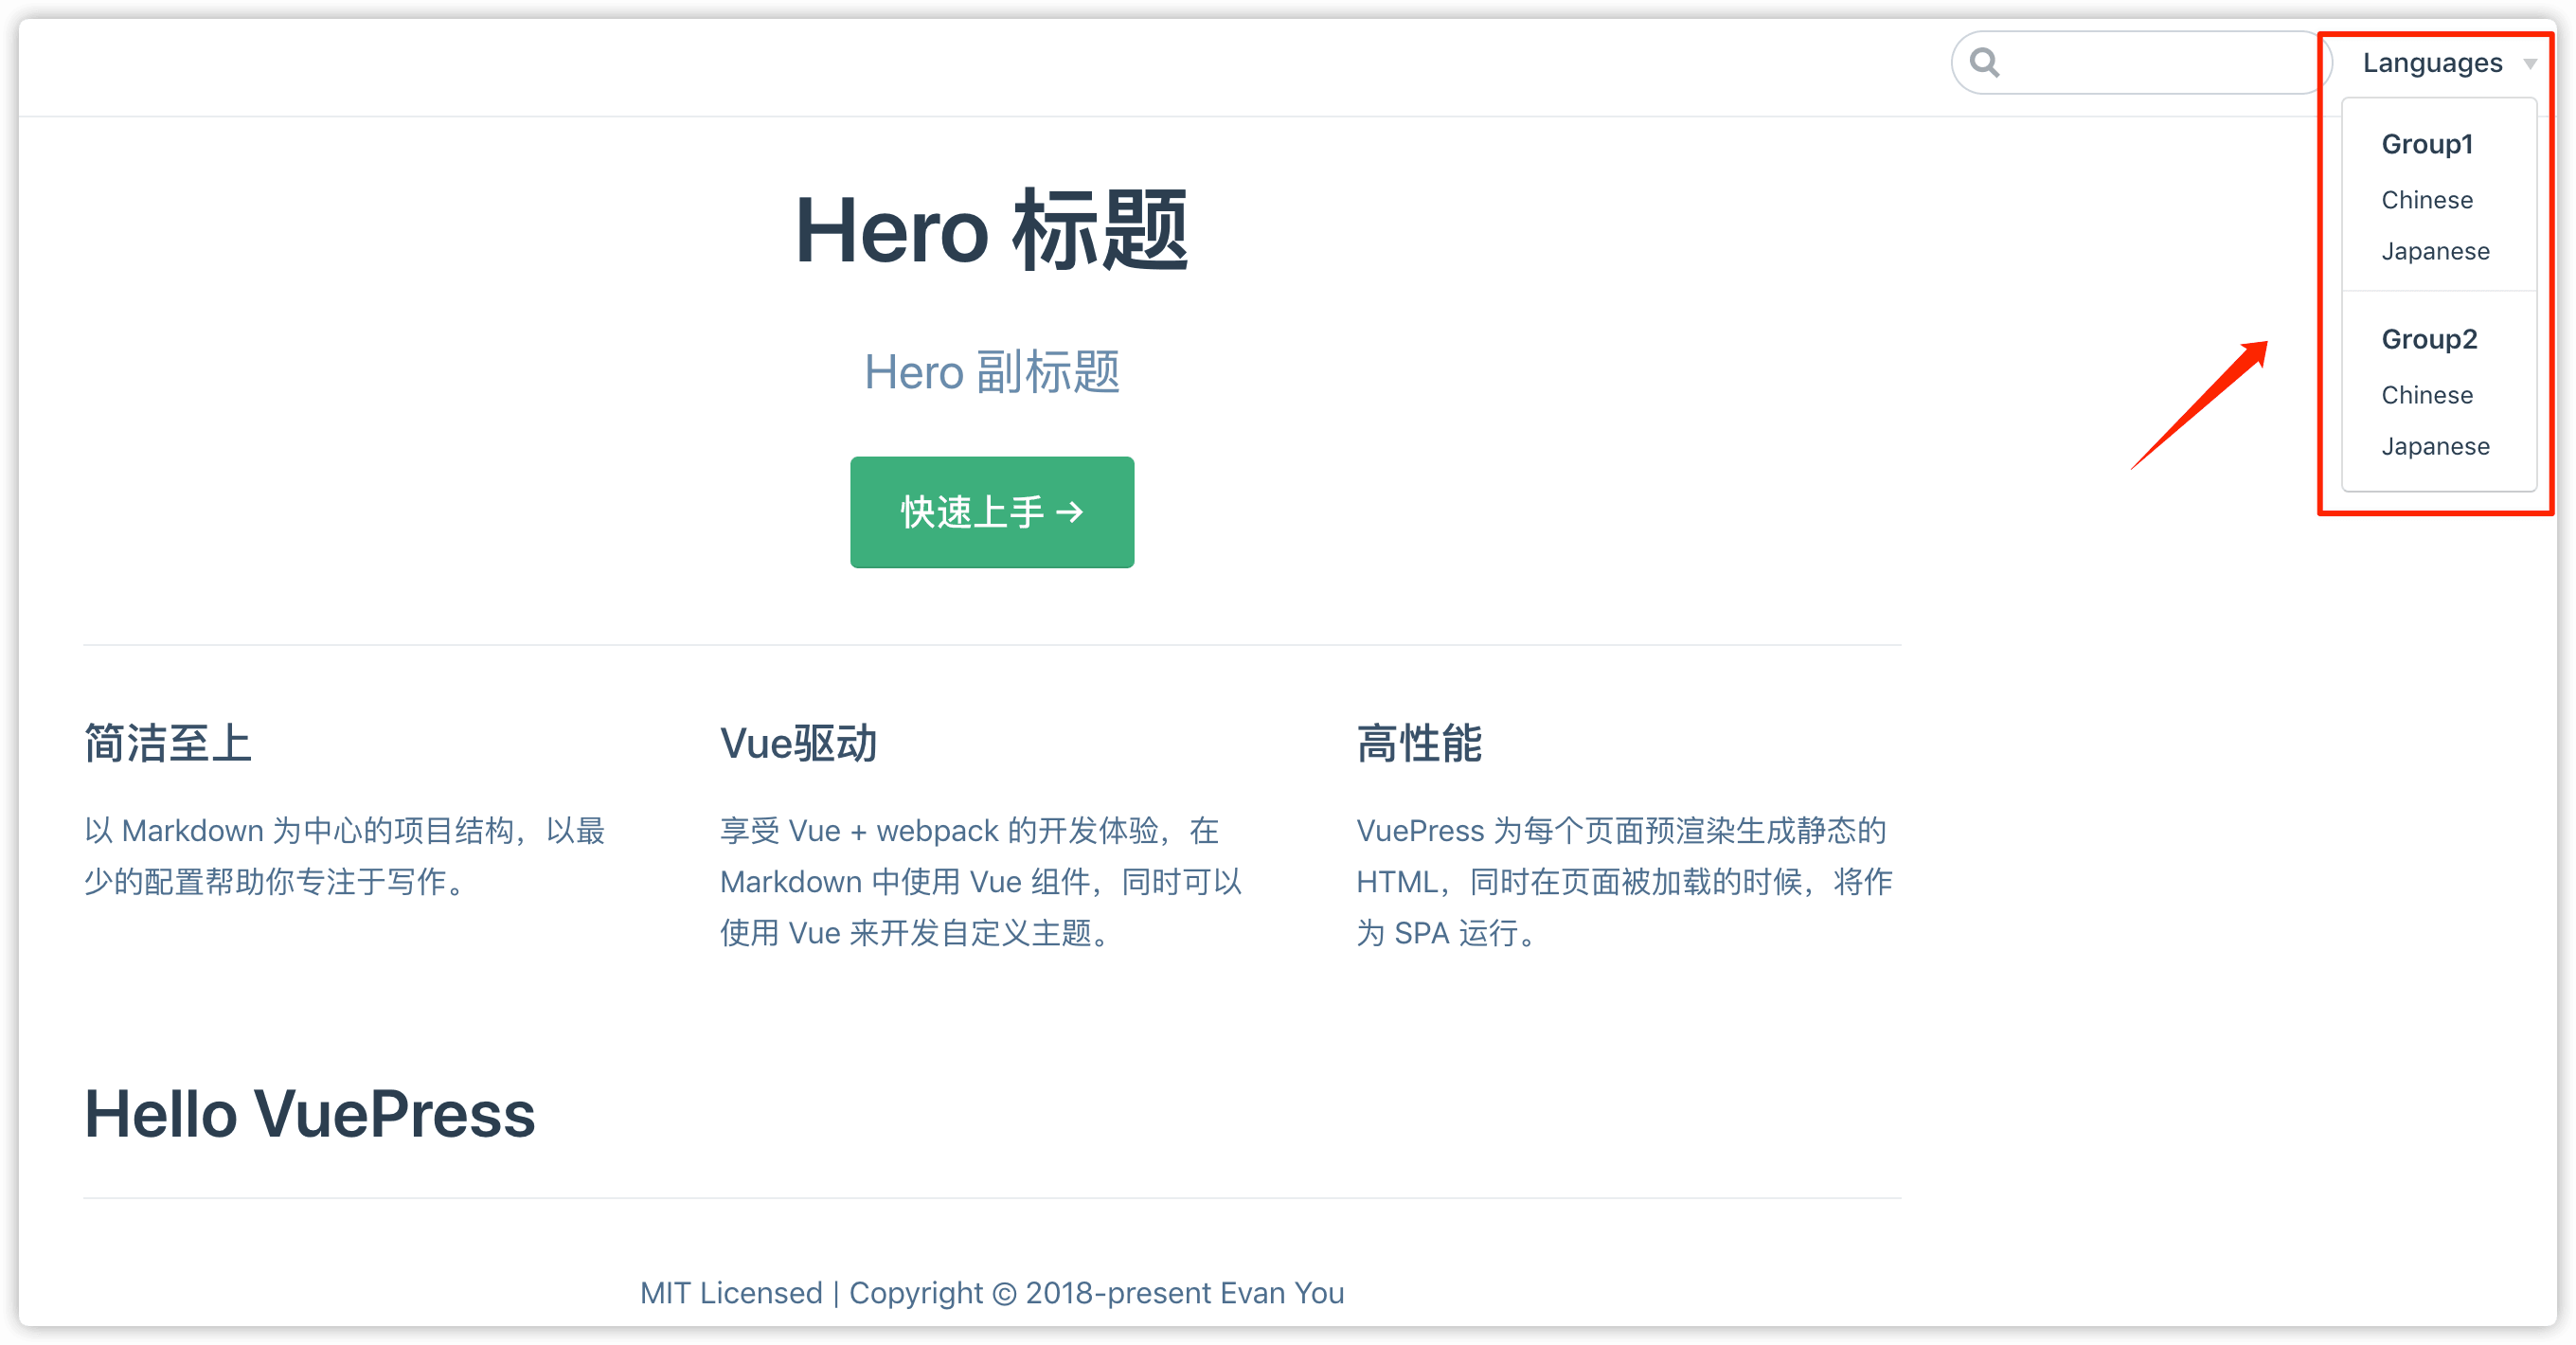 Languages
Group1
Chinese
Japanese
Group2
Chinese
Japanese
Hero 标题
Hero 副标题
快速上手 →
简洁至上
以 Markdown 为中心的项目结构，以最
少的配置帮助你专注于写作。
Vue驱动
享受 Vue + webpack 的开发体验，在
Markdown 中使用 Vue 组件，同时可以
使用 Vue 来开发自定义主题。
高性能
VuePress 为每个页面预渲染生成静态的
HTML，同时在页面被加载的时候，将作
为 SPA 运行。
Hello VuePress
MIT Licensed | Copyright © 2018-present Evan You